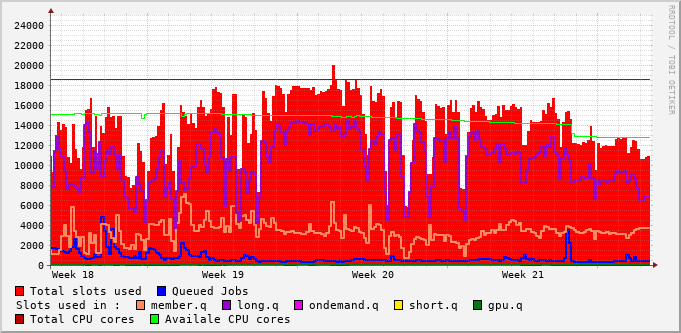 24000
22000
20000
18000
16000
14000
12000
10000
8000
6000
4000
2000
0
Week 18 Week 19 Week 20 Week 21
Total slots used Queued Jobs
Slots used in : member.q long.q ondemand.q short.q gpu.q
Total CPU cores Availale CPU cores
RRDTOOL / TOBI OETIKER